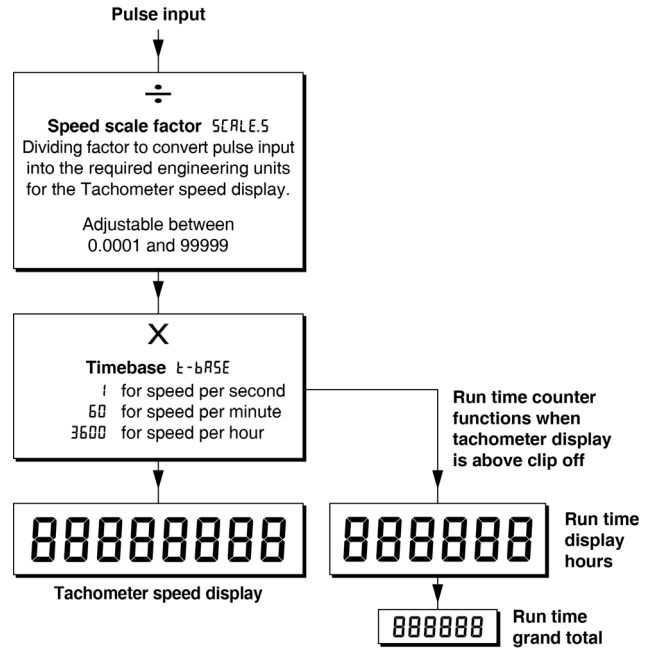 Pulse input
÷
Speed scale factor SCALE.S
Dividing factor to convert pulse input
into the required engineering units
for the Tachometer speed display.
Adjustable between
0.0001 and 99999
X
Timebase t-bASE
1 for speed per second
60 for speed per minute
3600 for speed per hour
Run time counter
functions when
tachometer display
is above clip off
88888888
888888
Run time
display
hours
Tachometer speed display
888888
Run time
grand total